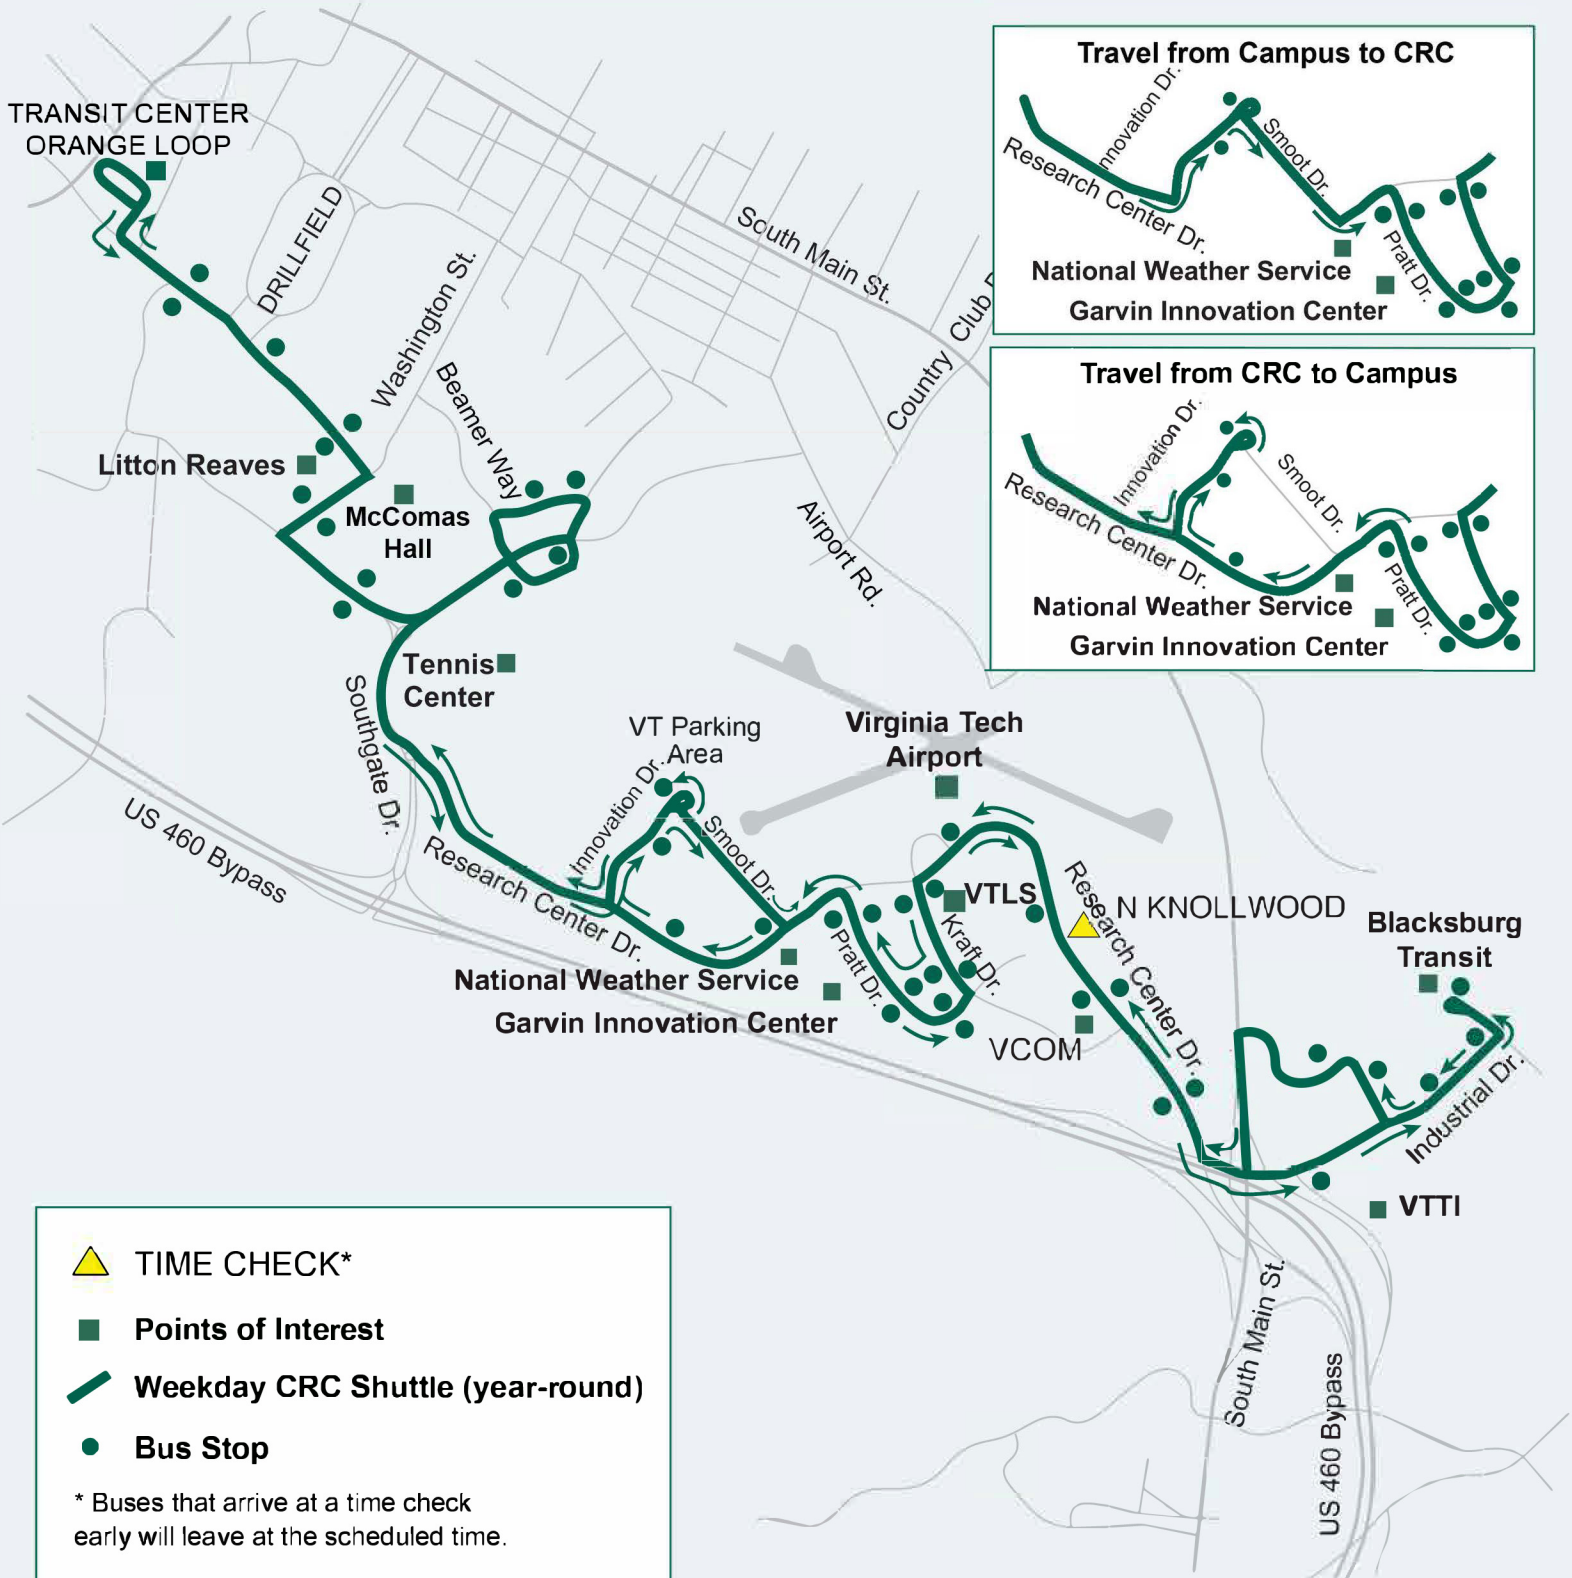 TRANSIT CENTER
ORANGE LOOP
DRILLFIELD
Washington St.
Beamer Way
South Main St.
Country Club
Airport Rd.
Litton Reaves
McComas
Hall
Tennis
Center
Southgate Dr.
US 460 Bypass
Research Center Dr.
VT Parking
Area
Innovation Dr.
Smoot Dr.
Virginia Tech
Airport
National Weather Service
Garvin Innovation Center
Pratt Dr.
Kraft Dr.
VTLS
VCOM
Research Center Dr.
N KNOLLWOOD
Blacksburg
Transit
Industrial Dr.
VTTI
South Main St.
US 460 Bypass
Travel from Campus to CRC
Innovation Dr.
Research Center Dr.
Smoot Dr.
Pratt Dr.
National Weather Service
Garvin Innovation Center
Travel from CRC to Campus
Innovation Dr.
Research Center Dr.
Smoot Dr.
Pratt Dr.
National Weather Service
Garvin Innovation Center
TIME CHECK*
Points of Interest
Weekday CRC Shuttle (year-round)
Bus Stop
* Buses that arrive at a time check
early will leave at the scheduled time.